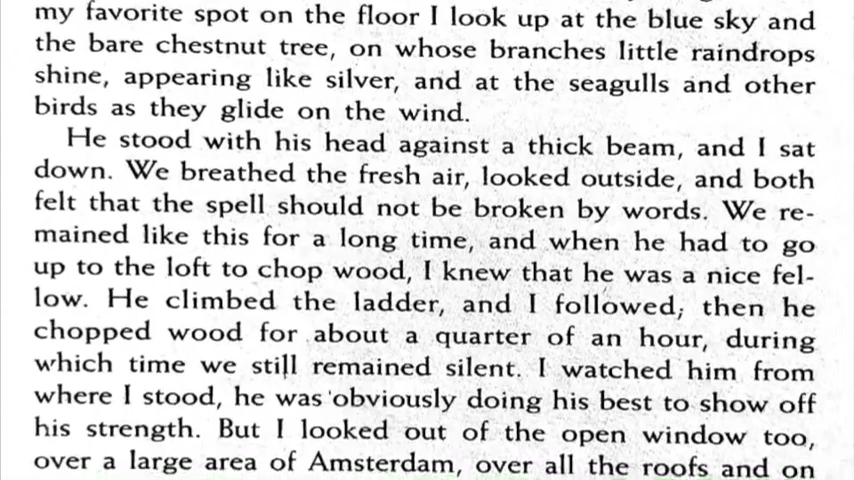 my favorite spot on the floor I look up at the blue sky and
the bare chestnut tree, on whose branches little raindrops
shine, appearing like silver, and at the seagulls and other
birds as they glide on the wind.
He stood with his head against a thick beam, and I sat
down. We breathed the fresh air, looked outside, and both
felt that the spell should not be broken by words. We re-
mained like this for a long time, and when he had to go
up to the loft to chop wood, I knew that he was a nice fel-
low. He climbed the ladder, and I followed; then he
chopped wood for about a quarter of an hour, during
which time we still remained silent. I watched him from
where I stood, he was obviously doing his best to show off
his strength. But I looked out of the open window too,
over a large area of Amsterdam, over all the roofs and on